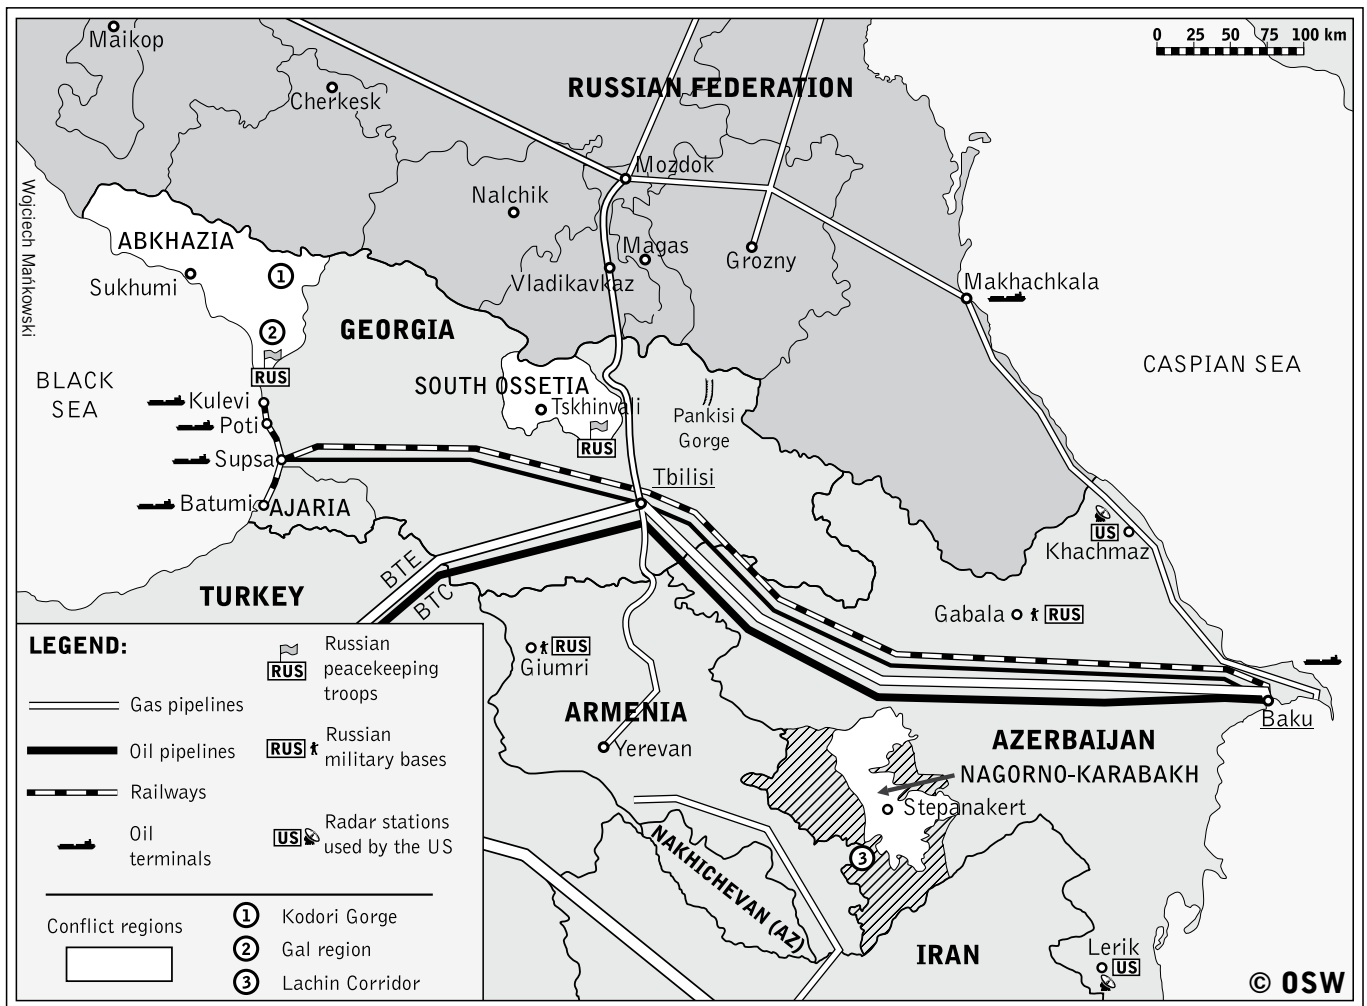 Maikop
0 25 50 75 100 km
Cherkesk
RUSSIAN FEDERATION
Mozdok
Nalchik
Wojciech Mańkowski
ABKHAZIA
1
Magas
Grozny
Sukhumi
Vladikavkaz
Makhachkala
2
GEORGIA
CASPIAN SEA
BLACK
SEA
RUS
SOUTH OSSETIA
Kulevi
Tskhinvali
Pankisi
Gorge
Poti
RUS
Supsa
Tbilisi
Batumi
AJARIA
US
Khachmaz
BTE
BTC
TURKEY
Gabala
RUS
RUS
Giumri
ARMENIA
Yerevan
Baku
AZERBAIJAN
NAGORNO-KARABAKH
Stepanakert
NAKHICHEVAN (AZ)
3
IRAN
Lerik
US
© OSW
LEGEND:
Gas pipelines
Oil pipelines
Railways
Oil
terminals
RUS
Russian
peacekeeping
troops
RUS
Russian
military bases
US
Radar stations
used by the US
Conflict regions
1 Kodori Gorge
2 Gal region
3 Lachin Corridor